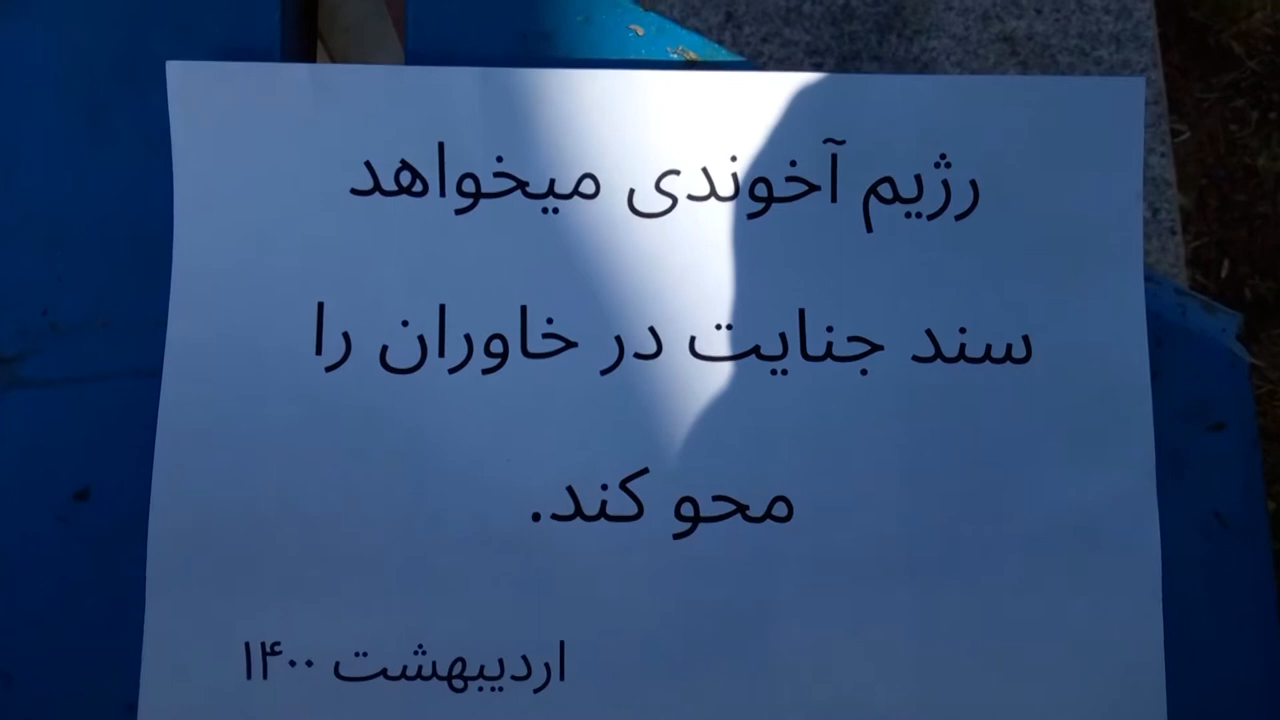 رژیم آخوندی میخواهد
سند جنایت در خاوران را
محو کند.
اردیبهشت ۱۴۰۰